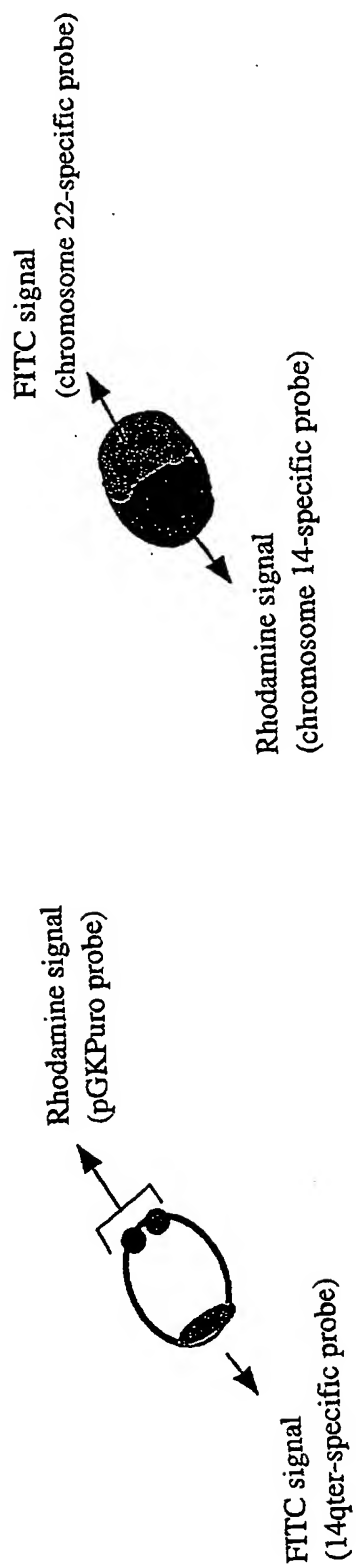 Rhodamine signal
(pGKPuro probe)
FITC signal
(14qter-specific probe)
FITC signal
(chromosome 22-specific probe)
Rhodamine signal
(chromosome 14-specific probe)